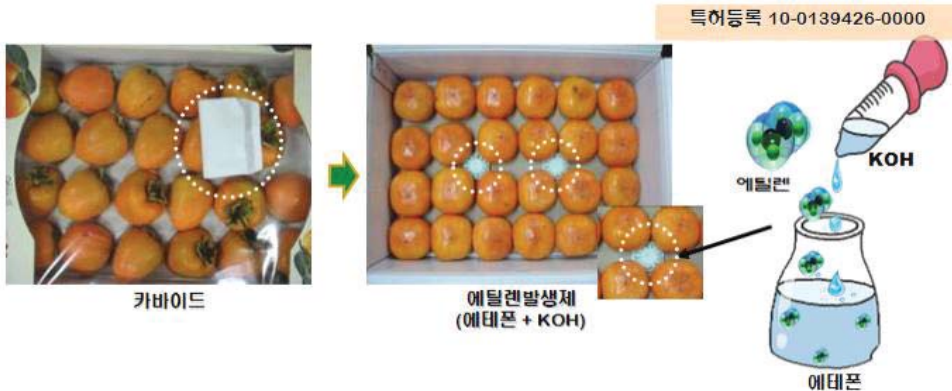 특허등록 10-0139426-0000
KOH
에틸렌
카바이드
에틸렌발생제
(에테폰 + KOH)
에테폰